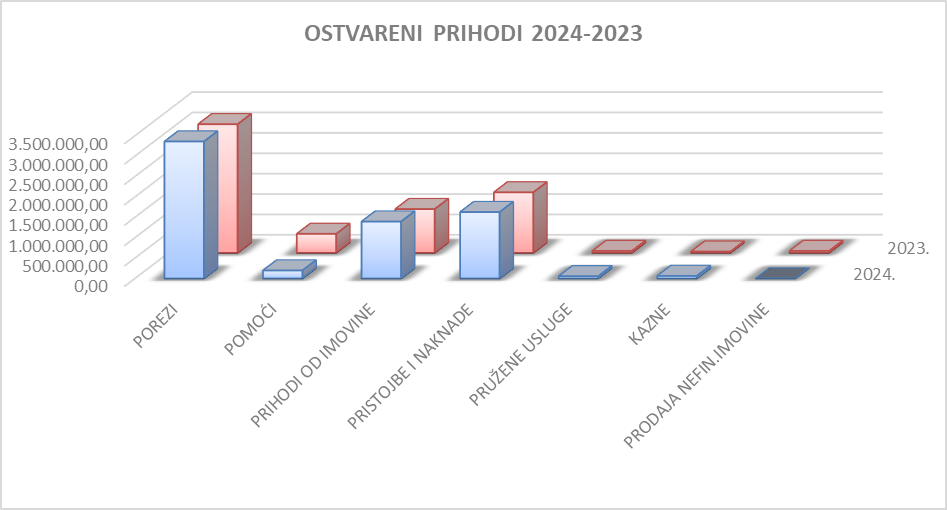 OSTVARENI PRIHODI 2024-2023
3.500.000,00
3.000.000,00
2.500.000,00
2.000.000,00
1.500.000,00
1.000.000,00
500.000,00
0,00
2023.
2024.
POREZI
POMOĆI
PRIHODI OD IMOVINE
PRISTOJBE I NAKNADE
PRUŽENE USLUGE
KAZNE
PRODAJA NEFIN.IMOVINE